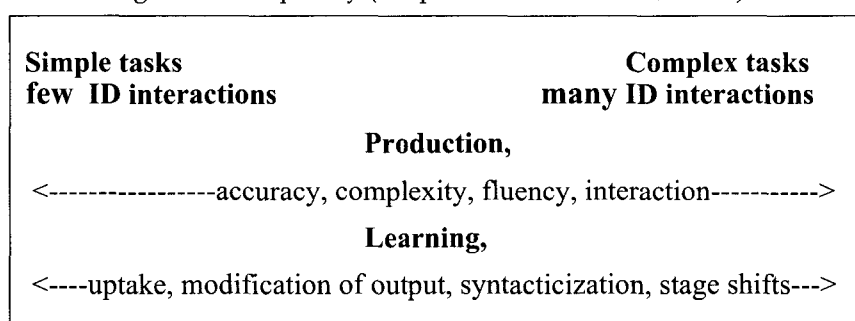 Simple tasks Complex tasks
few ID interactions many ID interactions
Production,
<-----------------accuracy, complexity, fluency, interaction----------->
Learning,
<----uptake, modification of output, syntacticization, stage shifts--->